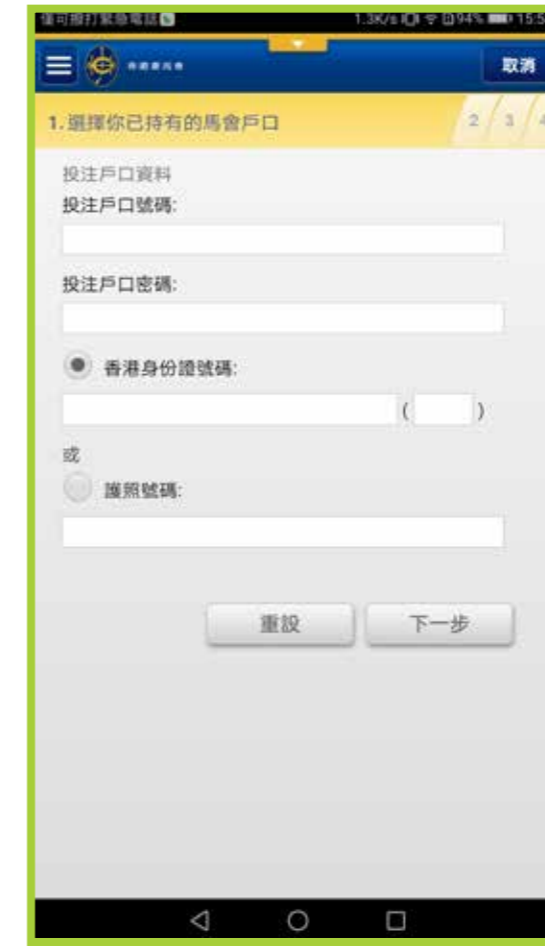 僅可撥打緊急電話 1.3K/s 94% 15:5
取消
1. 選擇你已持有的馬會戶口 2 3 4
投注戶口資料
投注戶口號碼:
投注戶口密碼:
香港身份證號碼:
( )
或
護照號碼:
重設 下一步